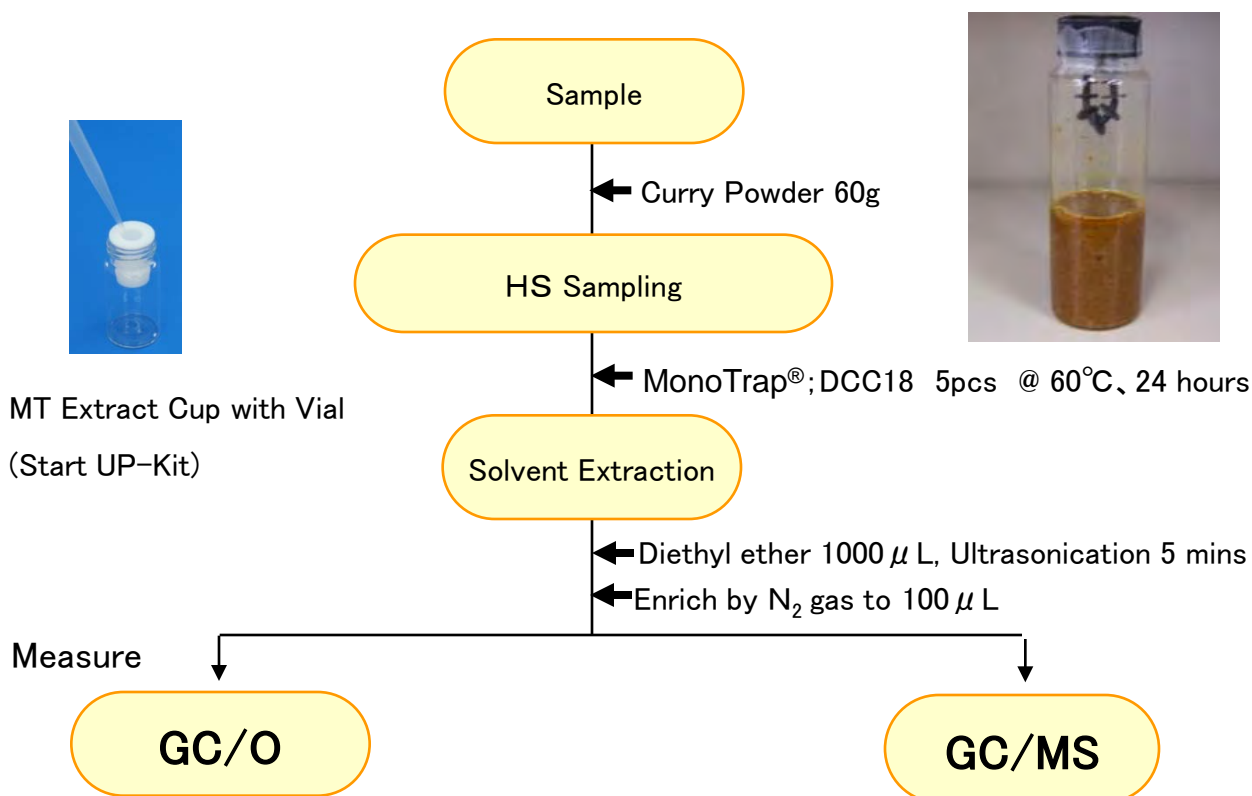 Sample
Curry Powder 60g
HS Sampling
MonoTrap®;DCC18 5pcs @ 60℃、24 hours
MT Extract Cup with Vial
(Start UP-Kit)
Solvent Extraction
Diethyl ether 1000μL, Ultrasonication 5 mins
Enrich by N₂ gas to 100μL
Measure
GC/O
GC/MS